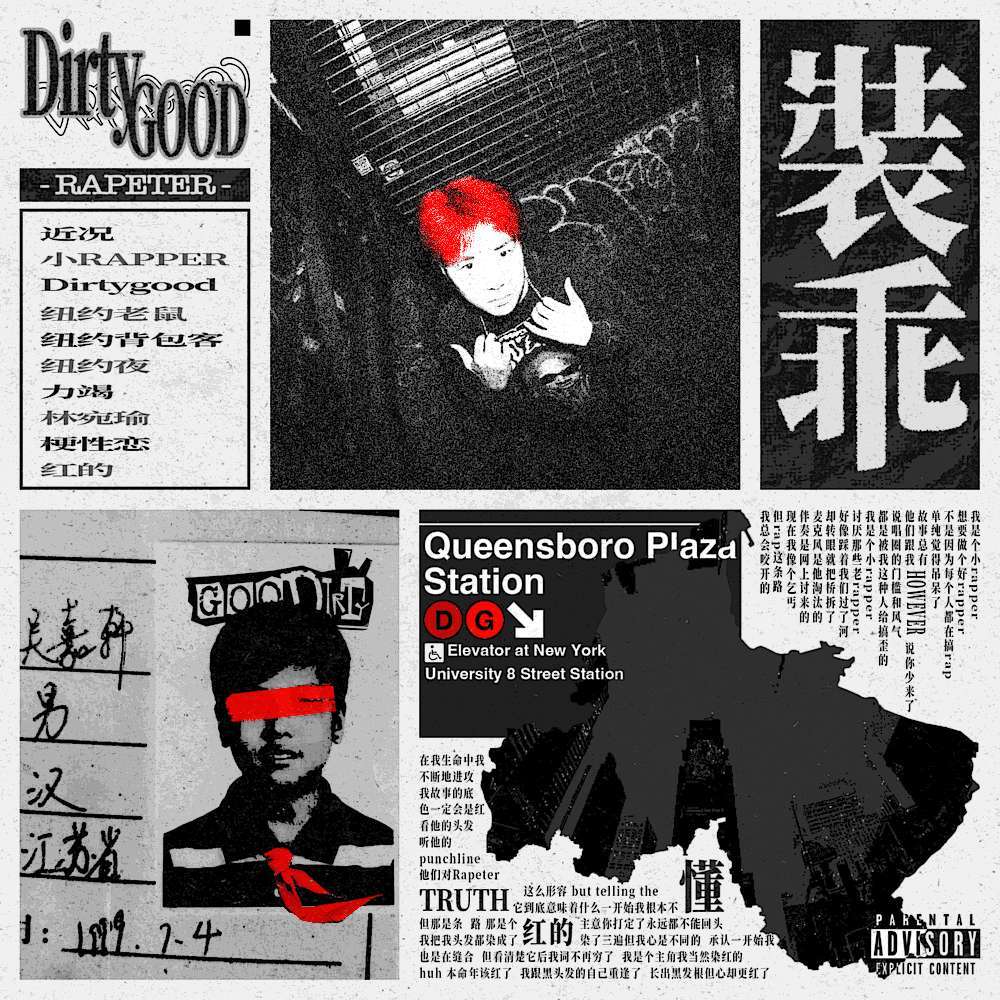 Dirty
GOOD
- RAPETER -
近况
小RAPPER
Dirtygood
纽约老鼠
纽约背包客
纽约夜
力竭
林宛瑜
梗性恋
红的
裝
乖
吴嘉轩
男
汉
江苏省
1999.7.4
GOODDIRTY
Queensboro Plaza
Station
D G
Elevator at New York
University 8 Street Station
我是个小rapper
想要做个好rapper
不是因为每个人都在搞rap
单纯觉得吊呆了
故事总有HOWEVER说你少来了
他们跟我
说唱圈的门槛和风气
都是被我这种人给搞歪的
我是个小rapper
讨厌那些老rapper
好像踩着我们过了河
却转眼就把桥拆了
麦克风是他淘汰的
伴奏是网上讨来的
现在我像个乞丐
但rap这条路
我总会咬开的
在我生命中我
不断地进攻
我故事的底
色一定会是红
看他的头发
听他的
punchline
他们对Rapeter
TRUTH 这么形容 but telling the
它到底意味着什么一开始我根本不 懂
但那是条 路 那是个 红的 主意你打定了永远都不能回头
我把我头发都染成了 染了三遍但我心是不同的 承认一开始我
也是在缝合 但看清楚它后我词不再穷了 我是个主角我当然染红的
huh 本命年该红了 我跟黑头发的自己重逢了 长出黑发根但心却更红了
PARENTAL
ADVISORY
EXPLICIT CONTENT